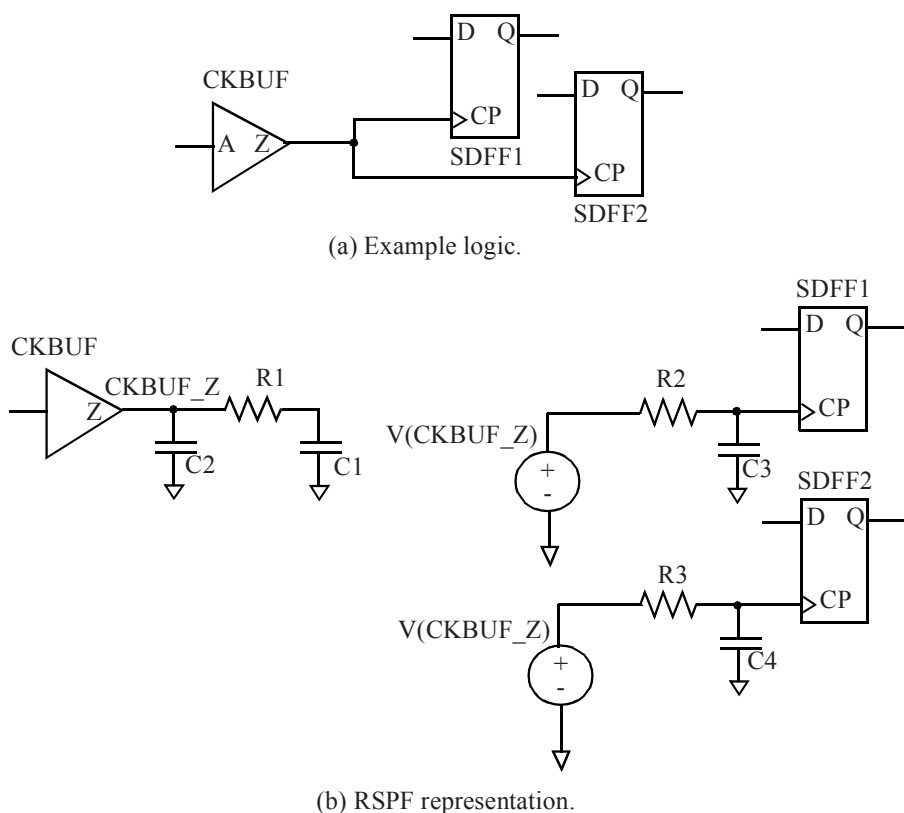 D Q
CKBUF
D Q
A Z
CP
SDFF1
CP
SDFF2
(a) Example logic.
SDFF1
D Q
CKBUF
CKBUF_Z
R1
R2
Z
CP
V(CKBUF_Z)
C2
C1
C3
+
-
SDFF2
D Q
R3
CP
V(CKBUF_Z)
C4
+
-
(b) RSPF representation.